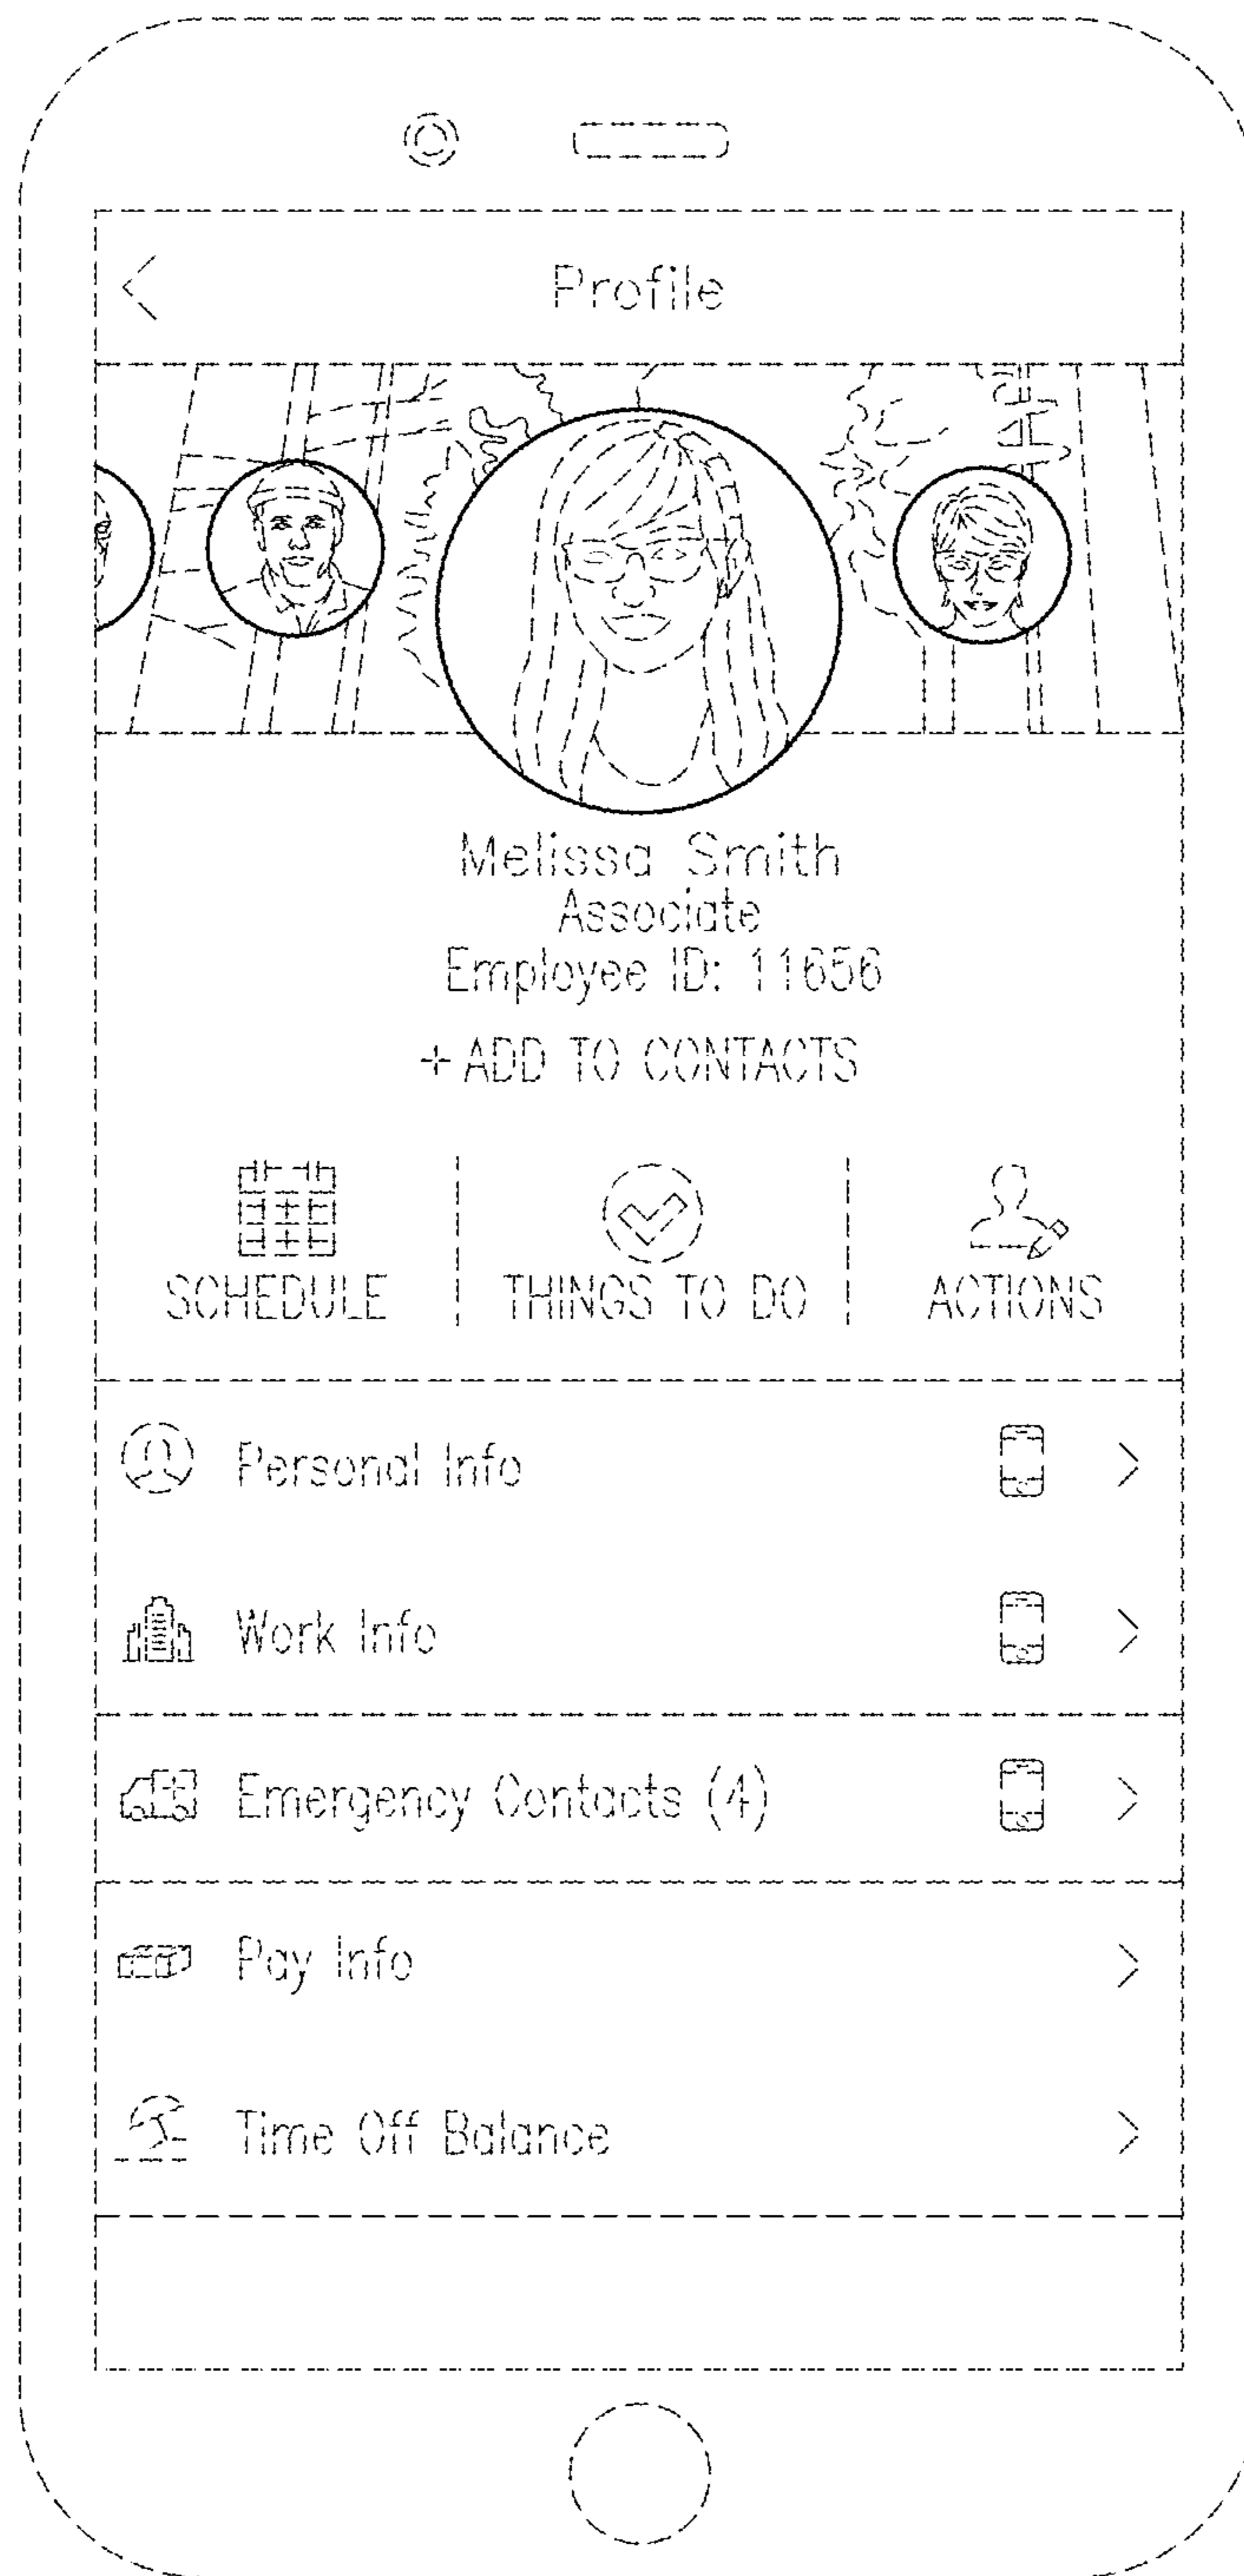 Profile
Melissa Smith
Associate
Employee ID: 11656
+ ADD TO CONTACTS
SCHEDULE
THINGS TO DO
ACTIONS
Personal Info
Work Info
Emergency Contacts (4)
Pay Info
Time Off Balance